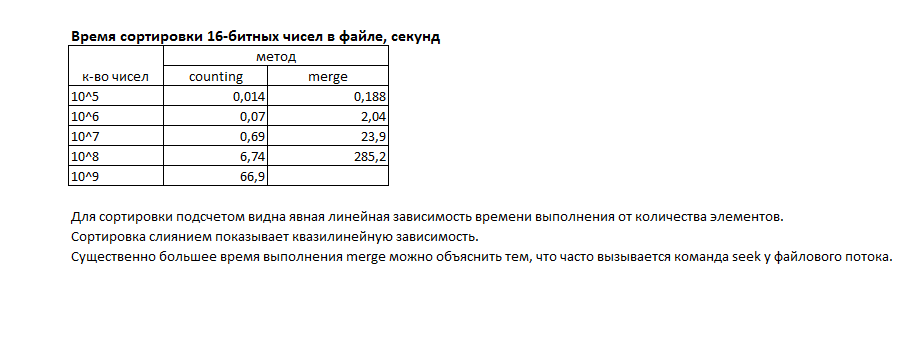 Время сортировки 16-битных чисел в файле, секунд
метод
к-во чисел counting merge
10^5 0,014 0,188
10^6 0,07 2,04
10^7 0,69 23,9
10^8 6,74 285,2
10^9 66,9
Для сортировки подсчетом видна явная линейная зависимость времени выполнения от количества элементов.
Сортировка слиянием показывает квазилинейную зависимость.
Существенно большее время выполнения merge можно объяснить тем, что часто вызывается команда seek у файлового потока.